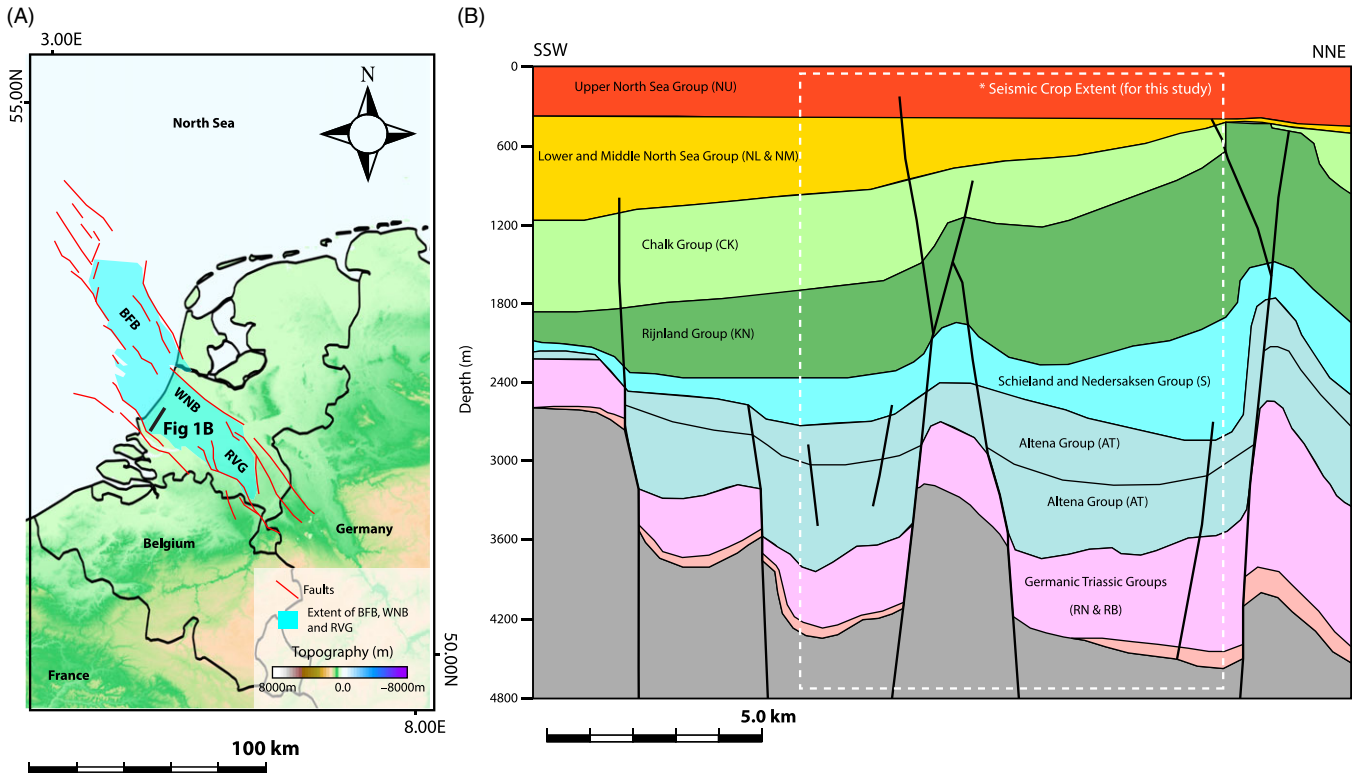 (A)
3.00E
55.00N
N
North Sea
BFB
WNB
Fig 1B
RVG
Germany
Belgium
France
Faults
Extent of BFB, WNB
and RVG
Topography (m)
8000m
0.0
−8000m
50.00N
8.00E
100 km
(B)
SSW
NNE
0
600
1200
1800
2400
3000
3600
4200
4800
Depth (m)
Upper North Sea Group (NU)
* Seismic Crop Extent (for this study)
Lower and Middle North Sea Group (NL & NM)
Chalk Group (CK)
Rijnland Group (KN)
Schieland and Nedersaksen Group (S)
Altena Group (AT)
Altena Group (AT)
Germanic Triassic Groups
(RN & RB)
5.0 km